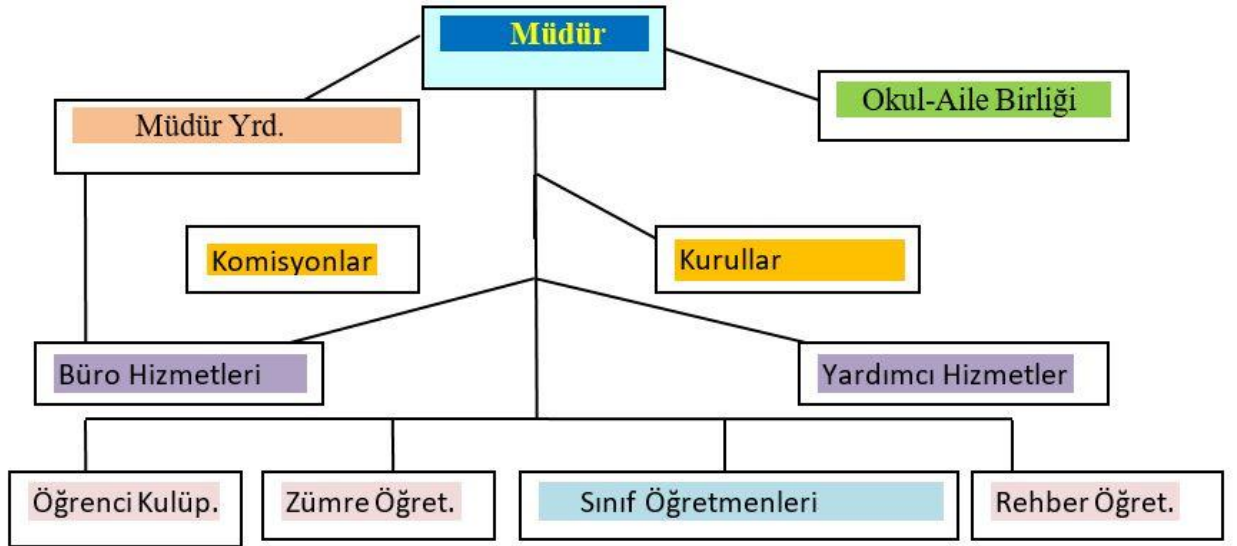 Müdür
Okul-Aile Birliği
Müdür Yrd.
Komisyonlar
Kurullar
Büro Hizmetleri
Yardımcı Hizmetler
Öğrenci Kulüp.
Zümre Öğret.
Sınıf Öğretmenleri
Rehber Öğret.